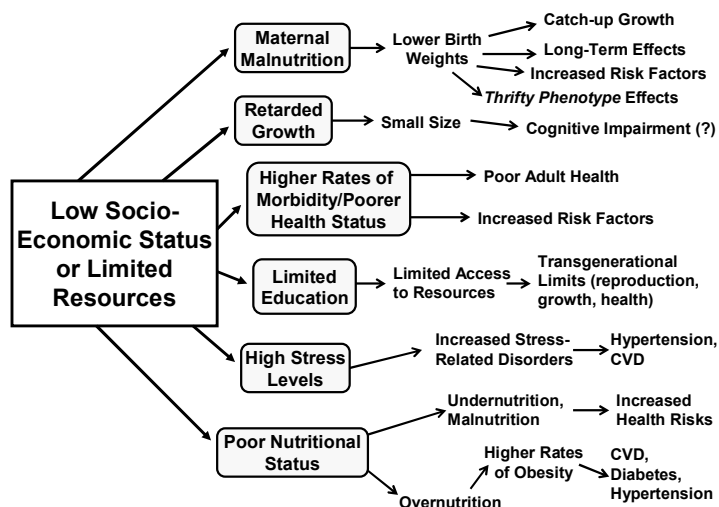 Low Socio-
Economic Status
or Limited
Resources
Maternal
Malnutrition
Lower Birth
Weights
Catch-up Growth
Long-Term Effects
Increased Risk Factors
Thrifty Phenotype Effects
Retarded
Growth
Small Size
Cognitive Impairment (?)
Higher Rates of
Morbidity/Poorer
Health Status
Poor Adult Health
Increased Risk Factors
Limited
Education
Limited Access
to Resources
Transgenerational
Limits (reproduction,
growth, health)
High Stress
Levels
Increased Stress-
Related Disorders
Hypertension,
CVD
Poor Nutritional
Status
Undernutrition,
Malnutrition
Increased
Health Risks
Overnutrition
Higher Rates
of Obesity
CVD,
Diabetes,
Hypertension